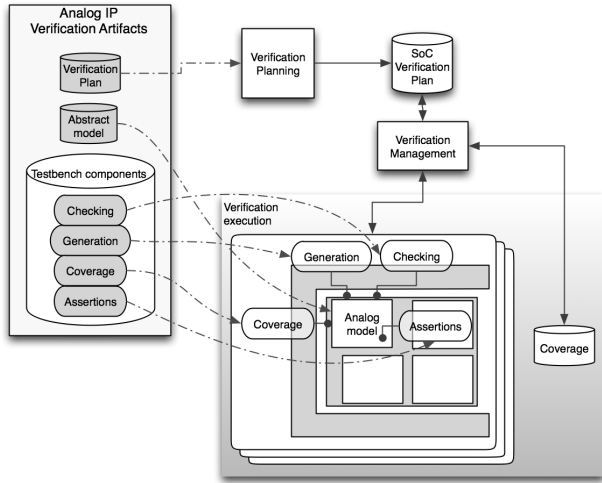 Analog IP
Verification Artifacts
Verification
Plan
Abstract
model
Testbench components
Checking
Generation
Coverage
Assertions
Verification
Planning
SoC
Verification
Plan
Verification
Management
Verification
execution
Generation
Checking
Coverage
Analog
model
Assertions
Coverage